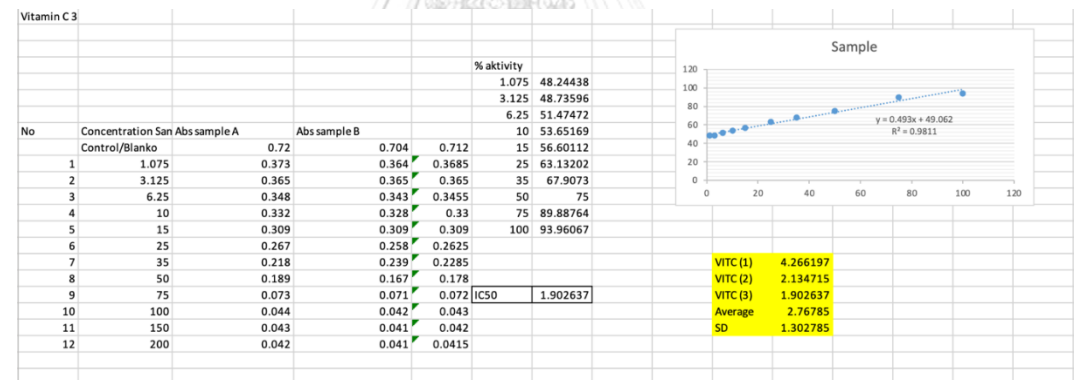 Vitamin C 3
Sample
% aktivity
1.075 48.24438
3.125 48.73596
6.25 51.47472
No Concentration San Abs sample A Abs sample B 10 53.65169
Control/Blanko 0.72 0.704 0.712 15 56.60112
1 1.075 0.373 0.364 0.3685 25 63.13202
2 3.125 0.365 0.365 0.365 35 67.9073
3 6.25 0.348 0.343 0.3455 50 75
4 10 0.332 0.328 0.33 75 89.88764
5 15 0.309 0.309 0.309 100 93.96067
6 25 0.267 0.258 0.2625
7 35 0.218 0.239 0.2285
8 50 0.189 0.167 0.178
9 75 0.073 0.071 0.072 IC50 1.902637
10 100 0.044 0.042 0.043
11 150 0.043 0.041 0.042
12 200 0.042 0.041 0.0415
120
100
80
60
40
20
0
y = 0.493x + 49.062
R² = 0.9811
0 20 40 60 80 100 120
VITC (1) 4.266197
VITC (2) 2.134715
VITC (3) 1.902637
Average 2.76785
SD 1.302785